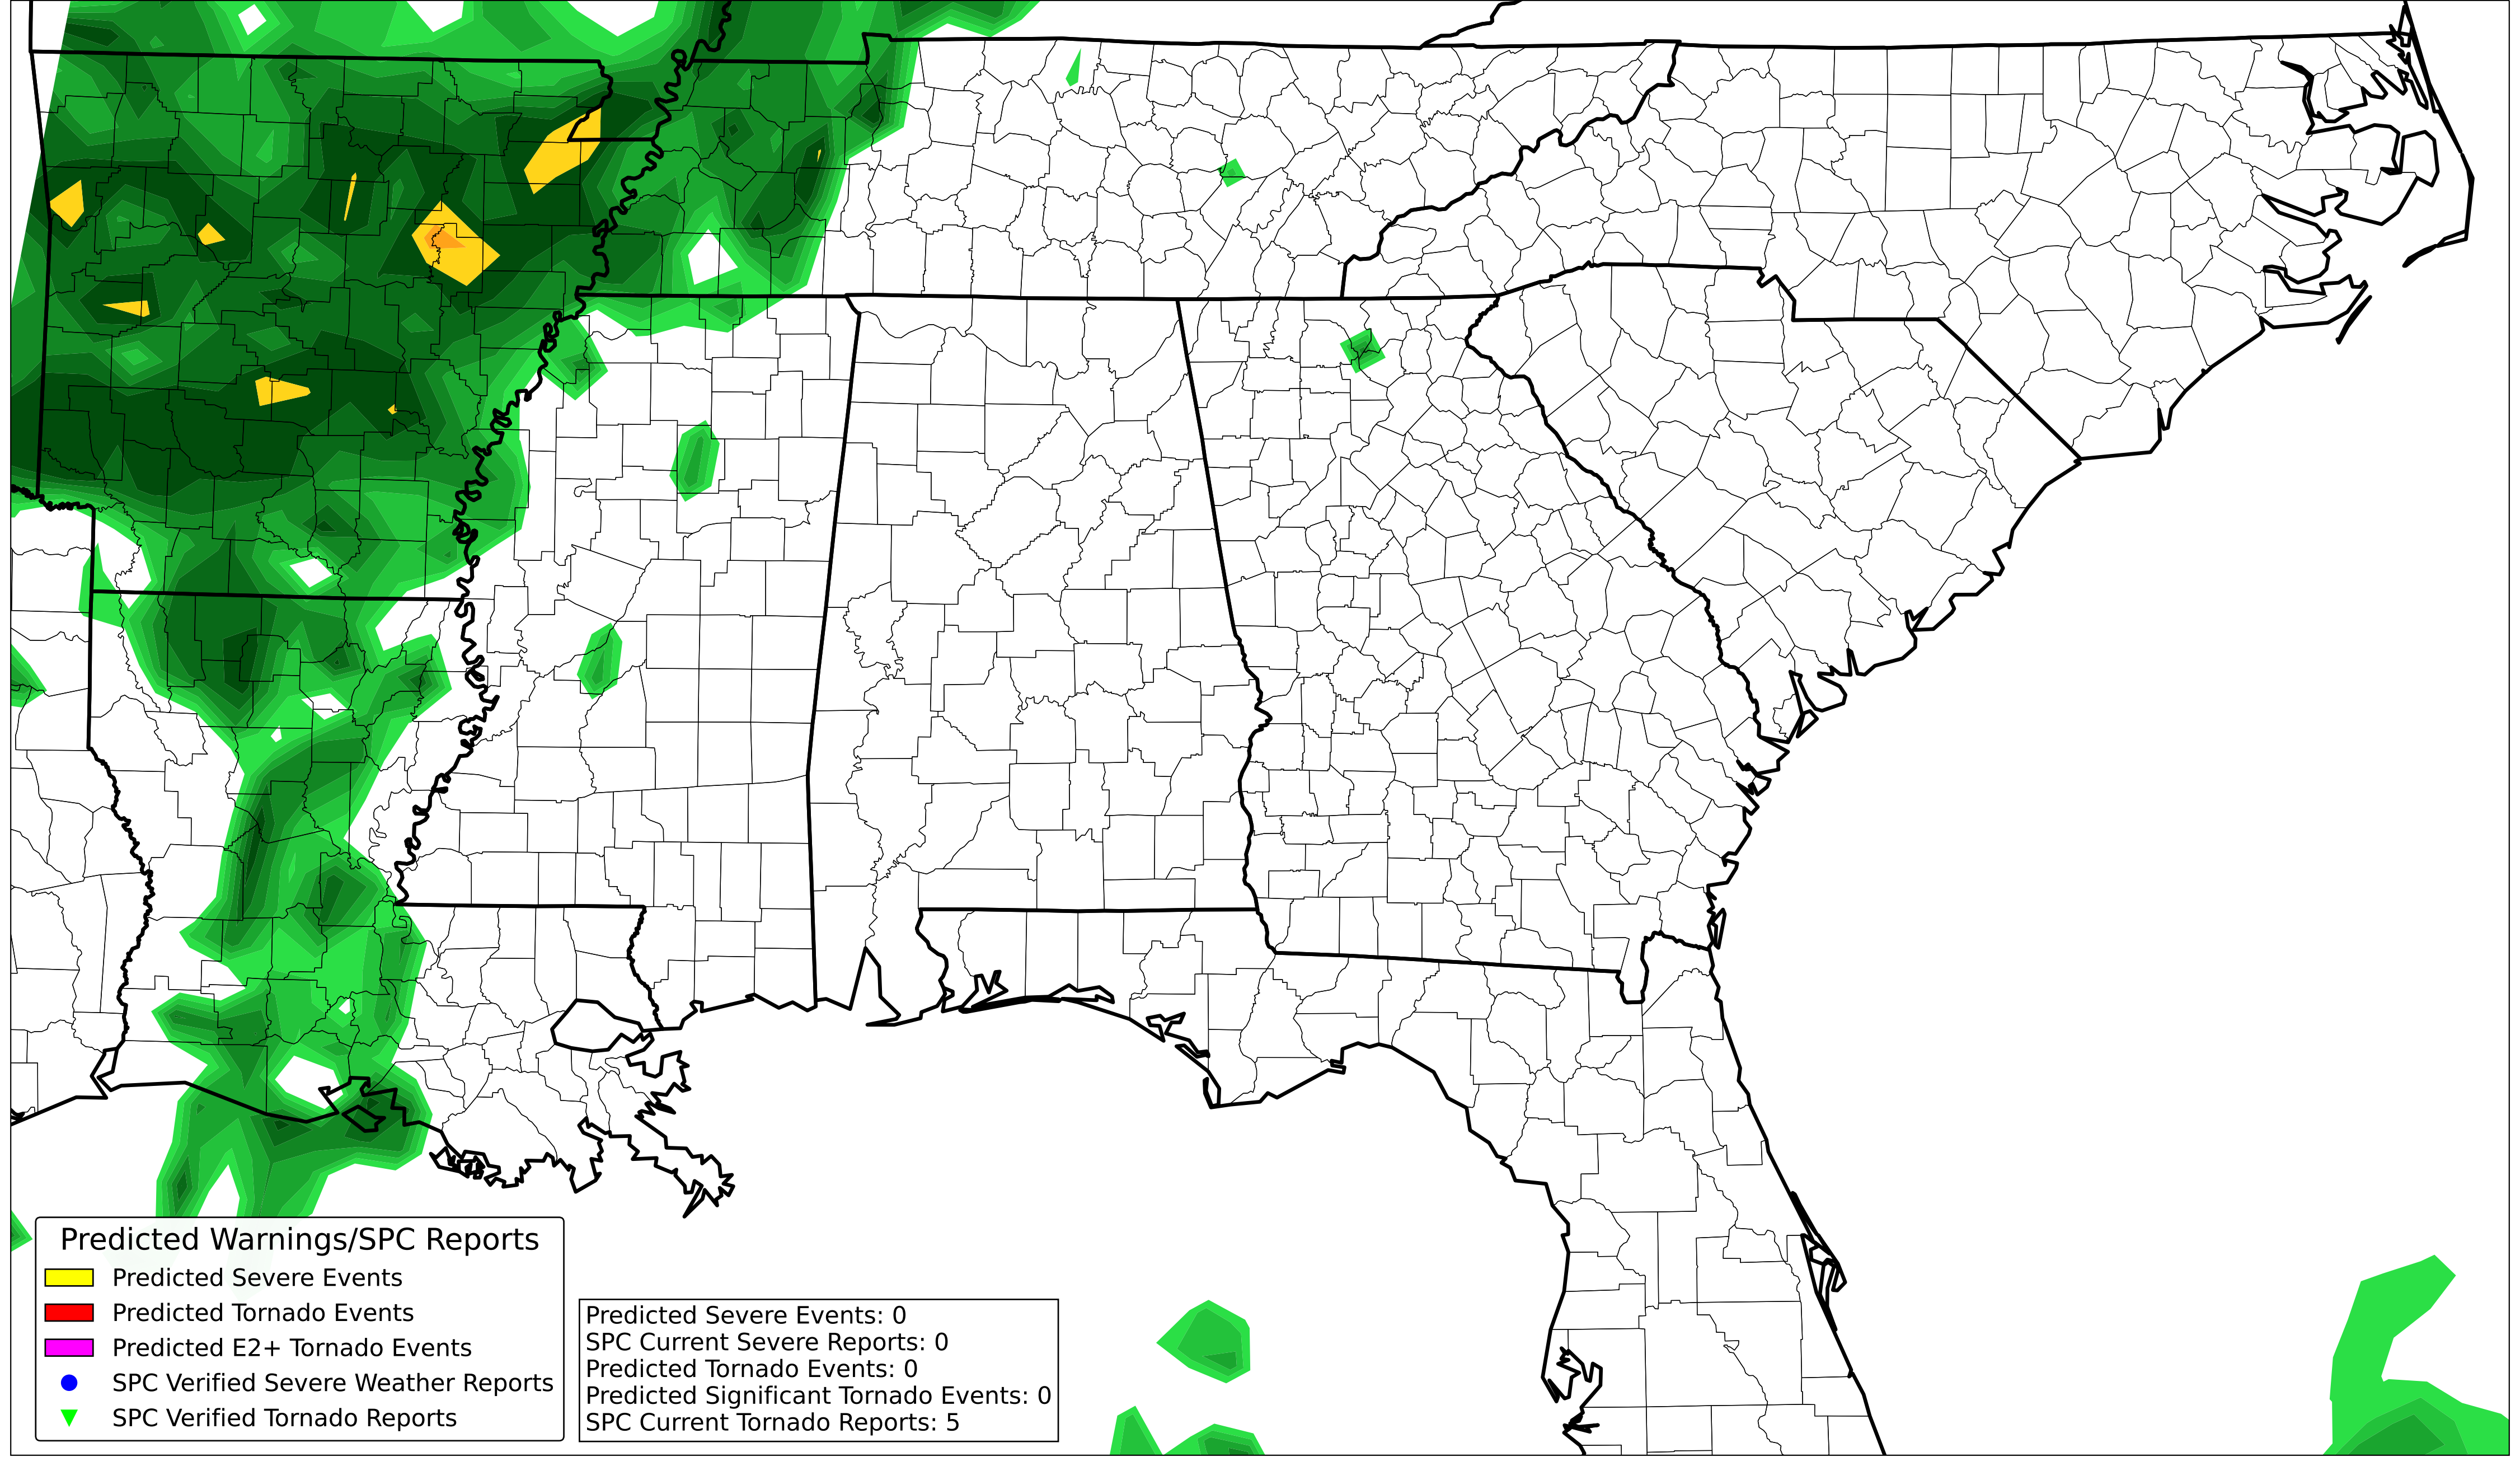 Predicted Warnings/SPC Reports
Predicted Severe Events
Predicted Tornado Events
Predicted E2+ Tornado Events
SPC Verified Severe Weather Reports
SPC Verified Tornado Reports
Predicted Severe Events: 0
SPC Current Severe Reports: 0
Predicted Tornado Events: 0
Predicted Significant Tornado Events: 0
SPC Current Tornado Reports: 5